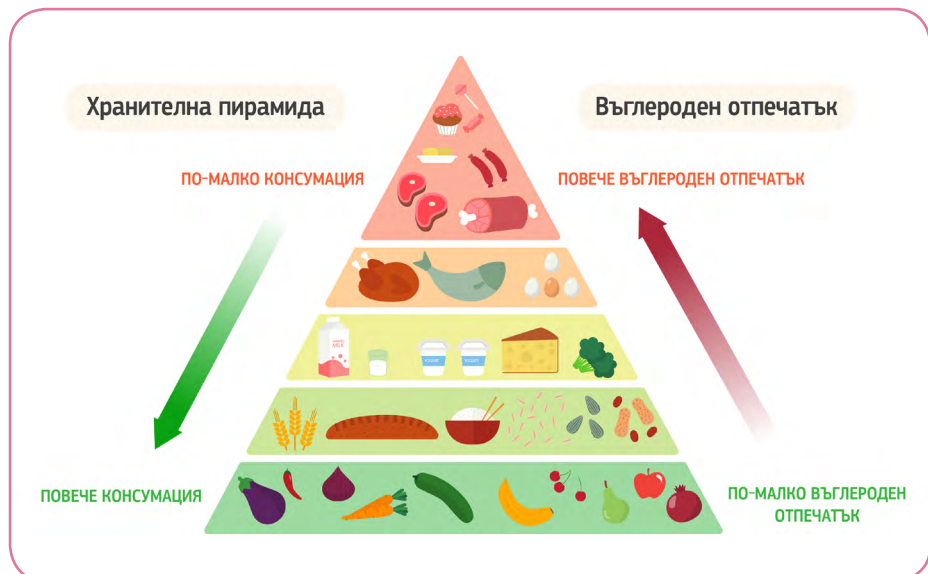 Хранителна пирамида
Въглероден отпечатък
ПО-МАЛКО КОНСУМАЦИЯ
ПОВЕЧЕ ВЪГЛЕРОДЕН ОТПЕЧАТЪК
ПОВЕЧЕ КОНСУМАЦИЯ
ПО-МАЛКО ВЪГЛЕРОДЕН
ОТПЕЧАТЪК